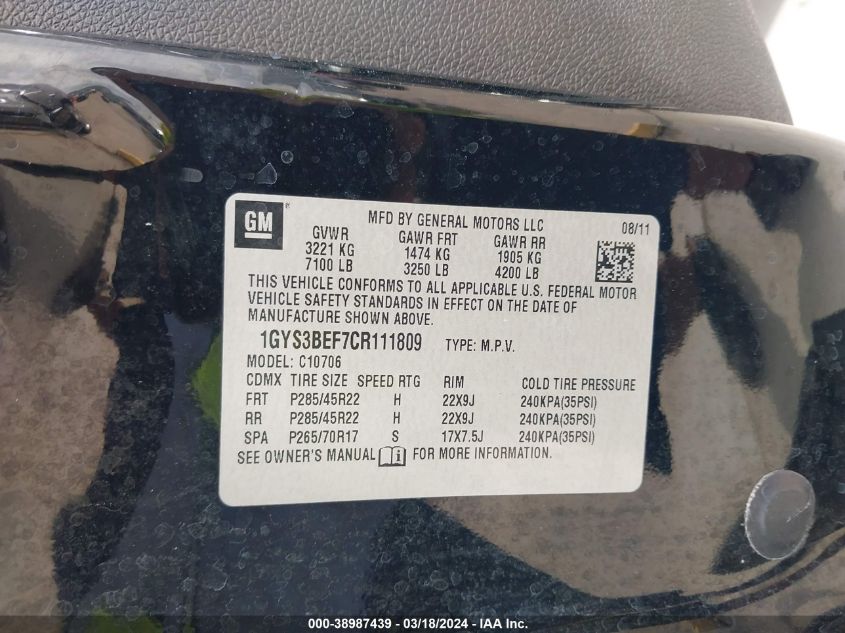 GM ®
MFD BY GENERAL MOTORS LLC
08/11
GVWR GAWR FRT GAWR RR
3221 KG 1474 KG 1905 KG
7100 LB 3250 LB 4200 LB
THIS VEHICLE CONFORMS TO ALL APPLICABLE U.S. FEDERAL MOTOR
VEHICLE SAFETY STANDARDS IN EFFECT ON THE DATE OF
MANUFACTURE SHOWN ABOVE.
1GYS3BEF7CR111809 TYPE: M.P.V.
MODEL: C10706
CDMX TIRE SIZE SPEED RTG RIM COLD TIRE PRESSURE
FRT P285/45R22 H 22X9J 240KPA(35PSI)
RR P285/45R22 H 22X9J 240KPA(35PSI)
SPA P265/70R17 S 17X7.5J 240KPA(35PSI)
SEE OWNER'S MANUAL i FOR MORE INFORMATION.
000-38987439 - 03/18/2024 - IAAI - US